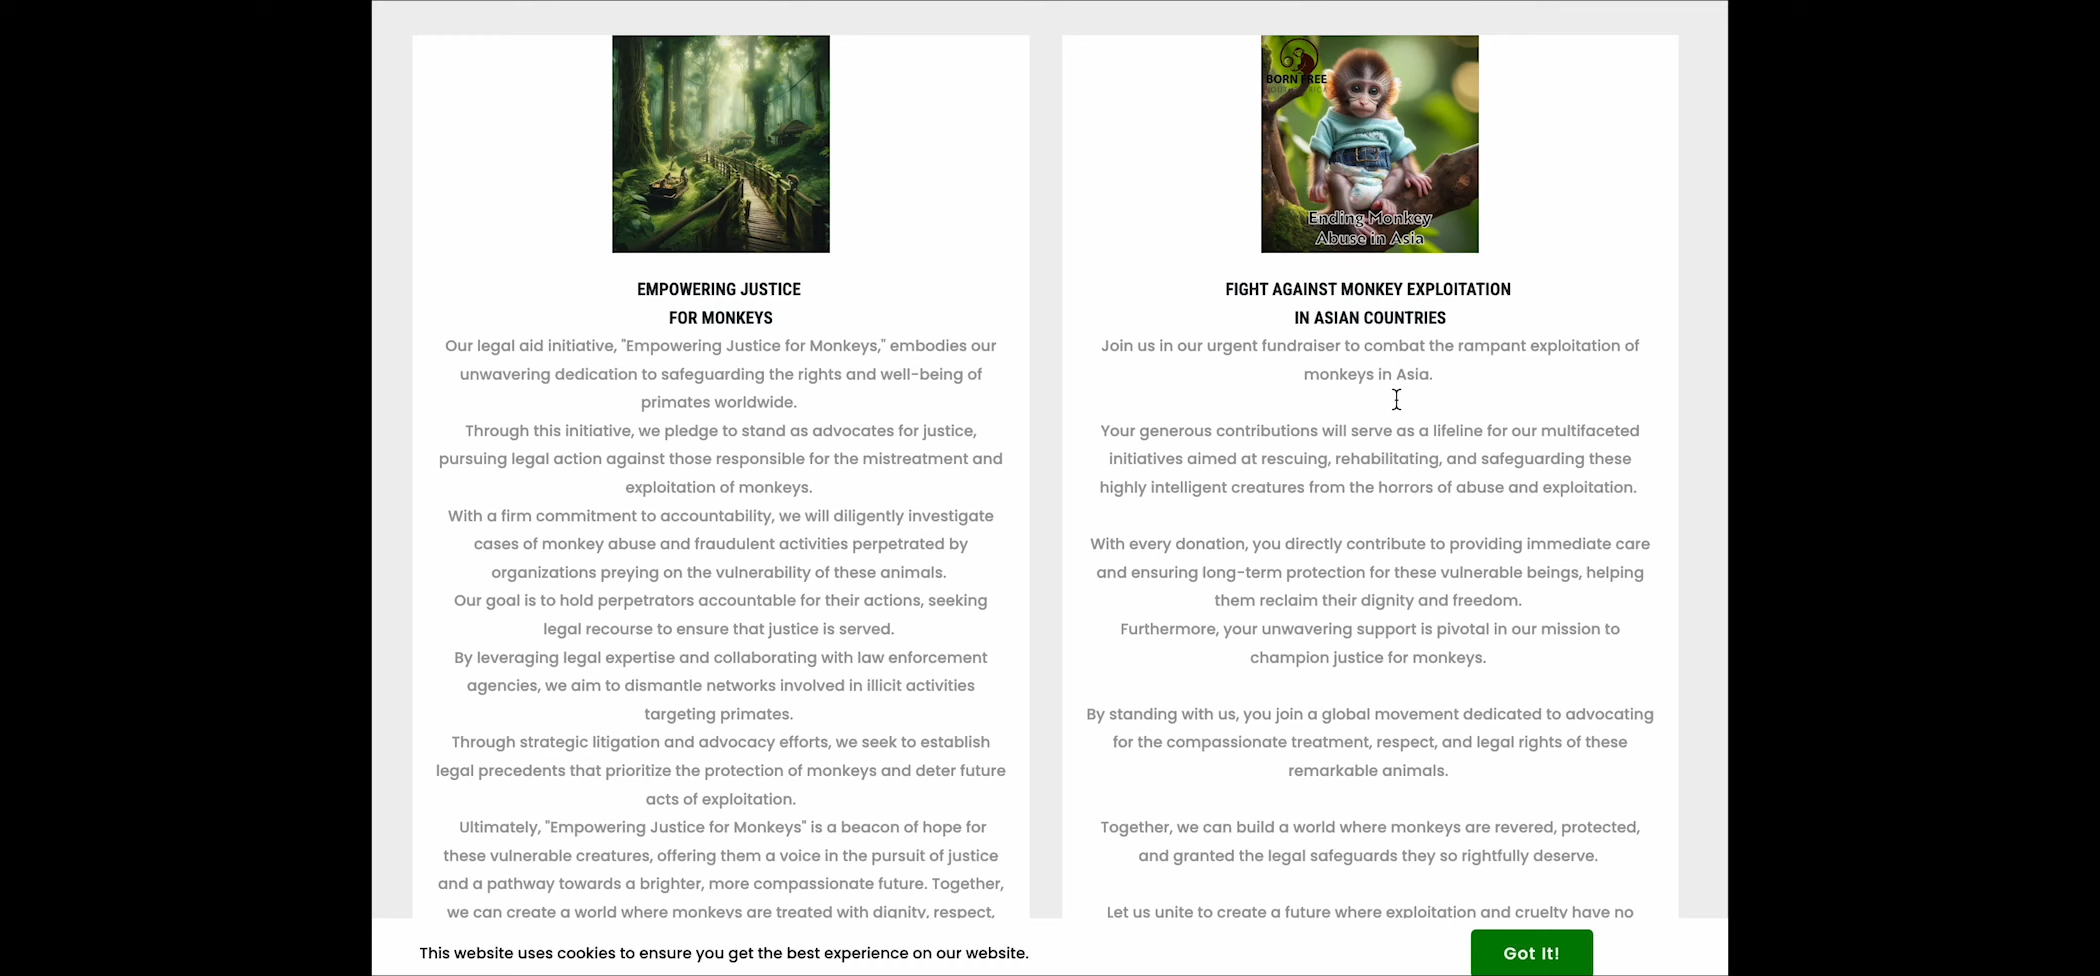 EMPOWERING JUSTICE
FOR MONKEYS
Our legal aid initiative, "Empowering Justice for Monkeys," embodies our
unwavering dedication to safeguarding the rights and well-being of
primates worldwide.
Through this initiative, we pledge to stand as advocates for justice,
pursuing legal action against those responsible for the mistreatment and
exploitation of monkeys.
With a firm commitment to accountability, we will diligently investigate
cases of monkey abuse and fraudulent activities perpetrated by
organizations preying on the vulnerability of these animals.
Our goal is to hold perpetrators accountable for their actions, seeking
legal recourse to ensure that justice is served.
By leveraging legal expertise and collaborating with law enforcement
agencies, we aim to dismantle networks involved in illicit activities
targeting primates.
Through strategic litigation and advocacy efforts, we seek to establish
legal precedents that prioritize the protection of monkeys and deter future
acts of exploitation.
Ultimately, "Empowering Justice for Monkeys" is a beacon of hope for
these vulnerable creatures, offering them a voice in the pursuit of justice
and a pathway towards a brighter, more compassionate future. Together,
we can create a world where monkeys are treated with dignity, respect,
BORN FREE
Ending Monkey
Abuse in Asia
FIGHT AGAINST MONKEY EXPLOITATION
IN ASIAN COUNTRIES
Join us in our urgent fundraiser to combat the rampant exploitation of
monkeys in Asia.
Your generous contributions will serve as a lifeline for our multifaceted
initiatives aimed at rescuing, rehabilitating, and safeguarding these
highly intelligent creatures from the horrors of abuse and exploitation.
With every donation, you directly contribute to providing immediate care
and ensuring long-term protection for these vulnerable beings, helping
them reclaim their dignity and freedom.
Furthermore, your unwavering support is pivotal in our mission to
champion justice for monkeys.
By standing with us, you join a global movement dedicated to advocating
for the compassionate treatment, respect, and legal rights of these
remarkable animals.
Together, we can build a world where monkeys are revered, protected,
and granted the legal safeguards they so rightfully deserve.
Let us unite to create a future where exploitation and cruelty have no
This website uses cookies to ensure you get the best experience on our website.
Got It!